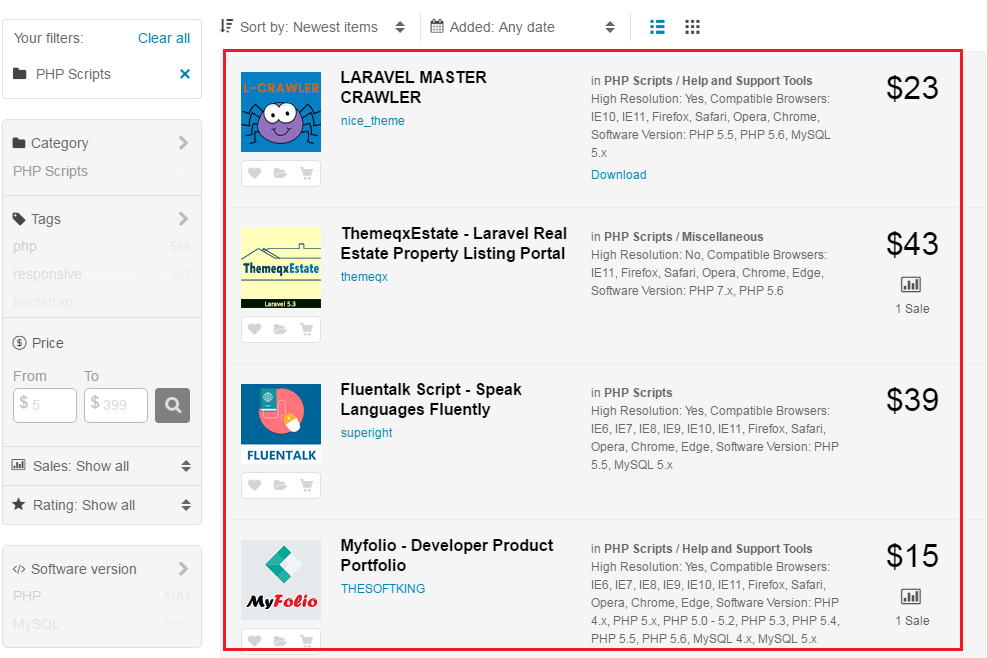 Your filters: Clear all
PHP Scripts
Category
PHP Scripts
Tags
php 589
responsive 193
bootstrap
Price
From To
$ 5 $ 399
Sales: Show all
Rating: Show all
Software version
PHP 3164
MySQL
Sort by: Newest items
Added: Any date
L-CRAWLER
LARAVEL MASTER
CRAWLER
nice_theme
in PHP Scripts / Help and Support Tools
High Resolution: Yes, Compatible Browsers:
IE10, IE11, Firefox, Safari, Opera, Chrome,
Software Version: PHP 5.5, PHP 5.6, MySQL
5.x
Download
$23
ThemeqxEstate
Laravel 5.3
ThemeqxEstate - Laravel Real
Estate Property Listing Portal
themeqx
in PHP Scripts / Miscellaneous
High Resolution: No, Compatible Browsers:
IE11, Firefox, Safari, Opera, Chrome, Edge,
Software Version: PHP 7.x, PHP 5.6
$43
1 Sale
FLUENTALK
Fluentalk Script - Speak
Languages Fluently
superight
in PHP Scripts
High Resolution: Yes, Compatible Browsers:
IE6, IE7, IE8, IE9, IE10, IE11, Firefox, Safari,
Opera, Chrome, Edge, Software Version: PHP
5.5, MySQL 5.x
$39
MyFolio
Myfolio - Developer Product
Portfolio
THESOFTKING
in PHP Scripts / Help and Support Tools
High Resolution: Yes, Compatible Browsers:
IE6, IE7, IE8, IE9, IE10, IE11, Firefox, Safari,
Opera, Chrome, Edge, Software Version: PHP
4.x, PHP 5.x, PHP 5.0 - 5.2, PHP 5.3, PHP 5.4,
PHP 5.5, PHP 5.6, MySQL 4.x, MySQL 5.x
$15
1 Sale